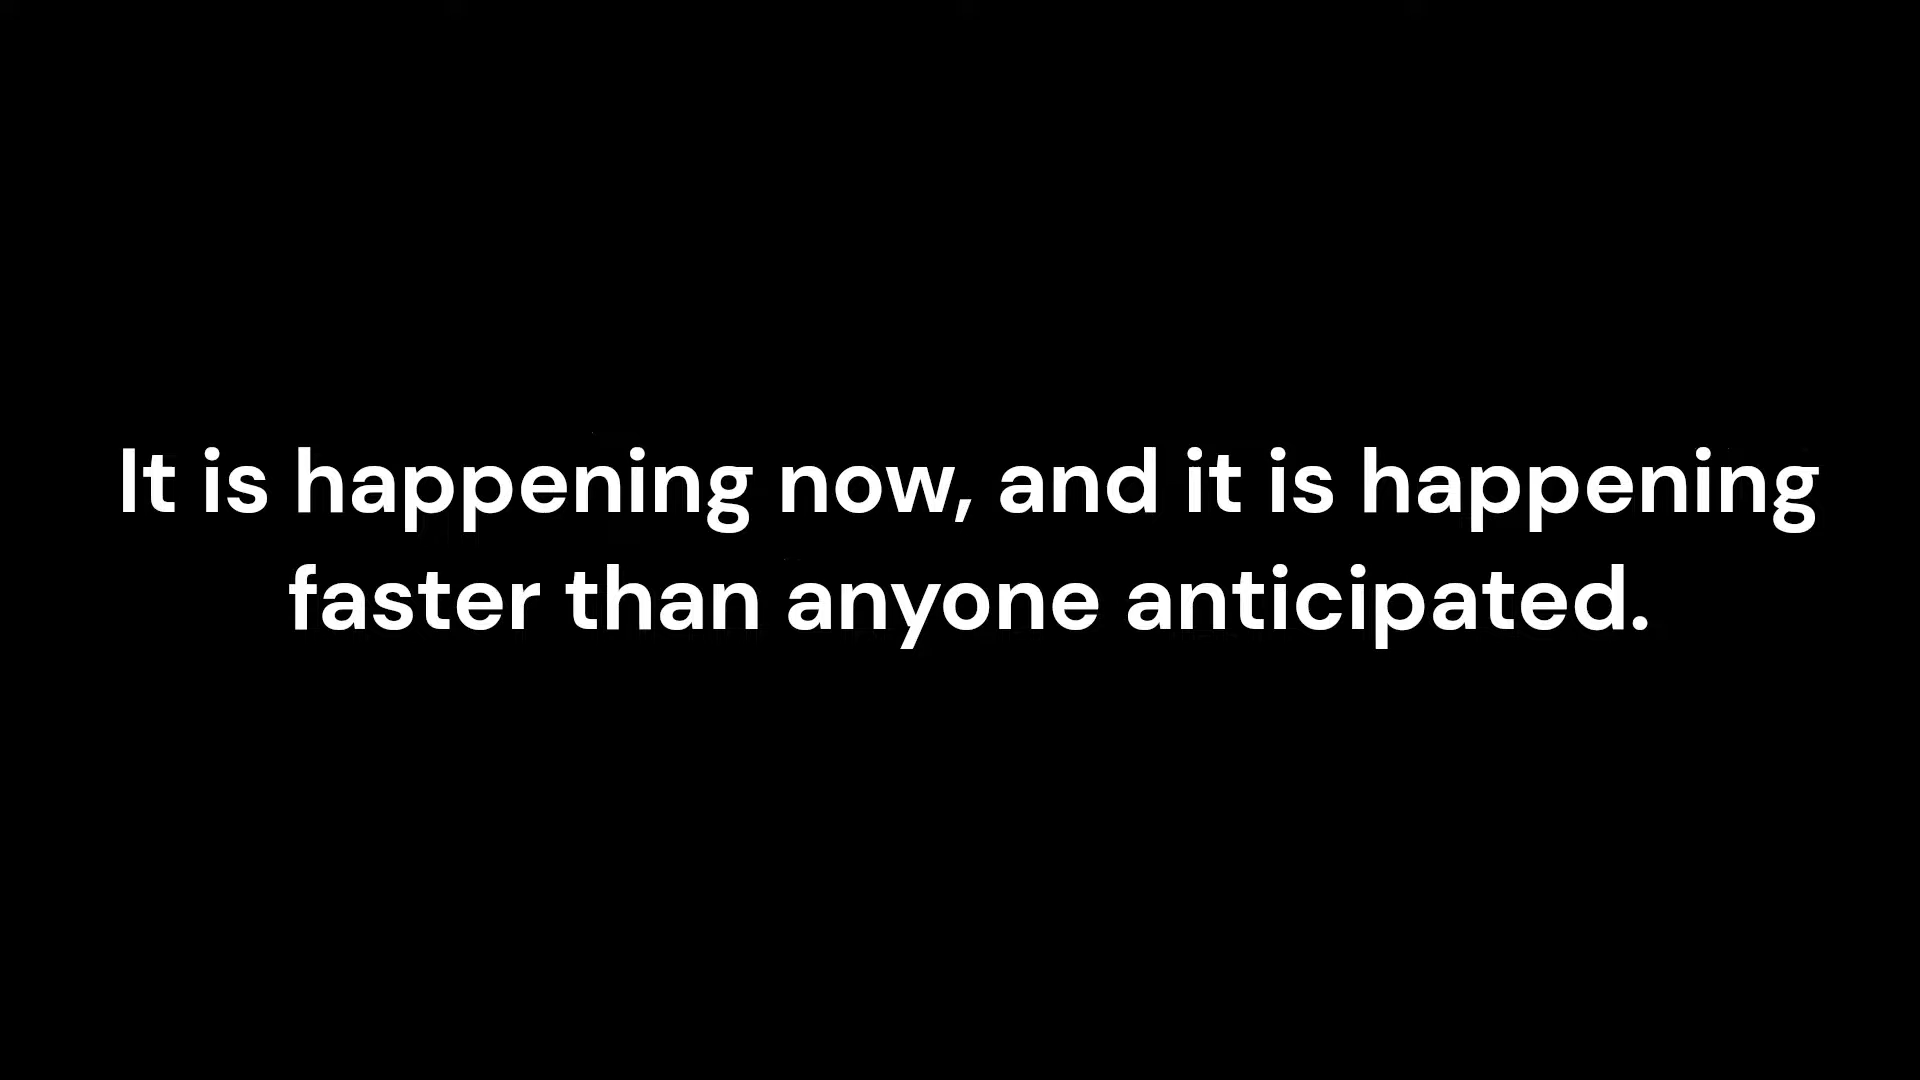 It is happening now, and it is happening
faster than anyone anticipated.